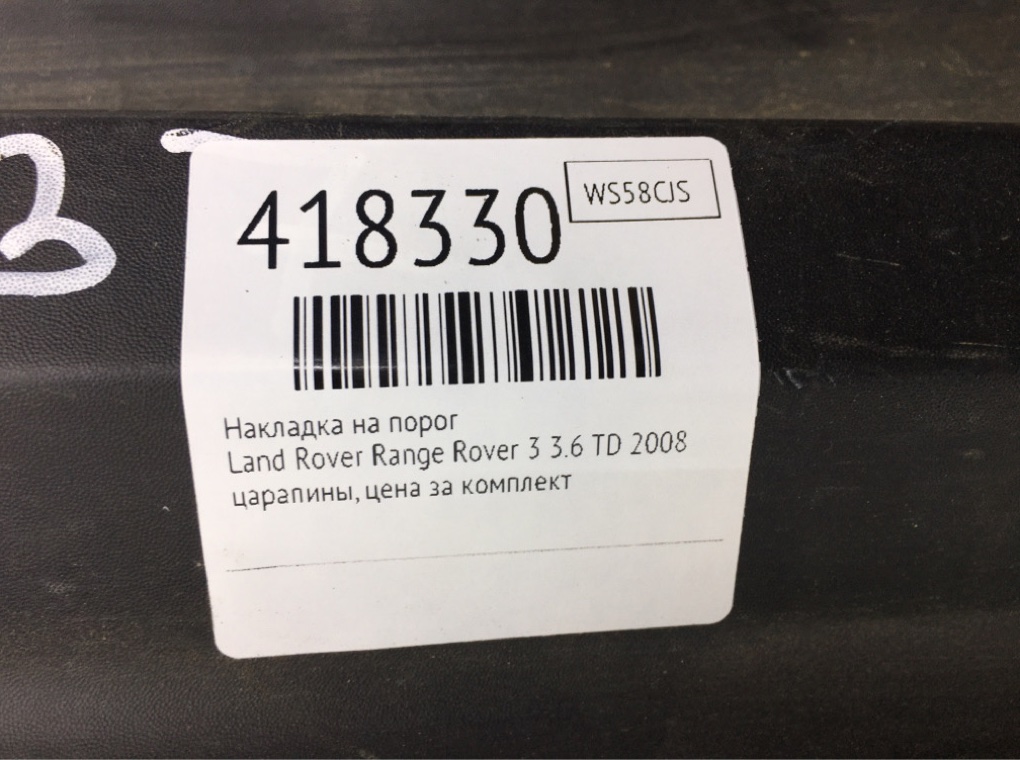 418330
WS58CJS
Накладка на порог
Land Rover Range Rover 3 3.6 TD 2008
царапины, цена за комплект